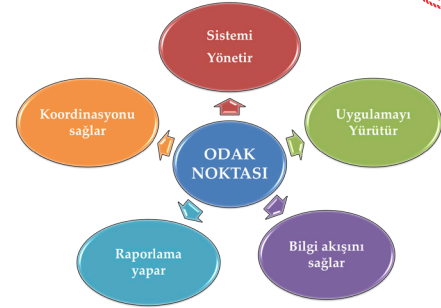 Sistemi
Yönetir
Koordinasyonu
sağlar
Uygulamayı
Yürütür
ODAK
NOKTASI
Raporlama
yapar
Bilgi akışını
sağlar